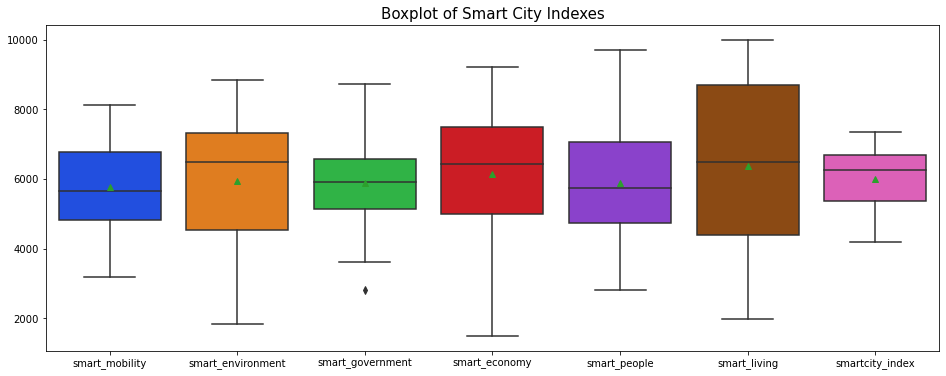 Boxplot of Smart City Indexes
10000
8000
6000
4000
2000
smart_mobility smart_environment smart_government smart_economy smart_people smart_living smartcity_index